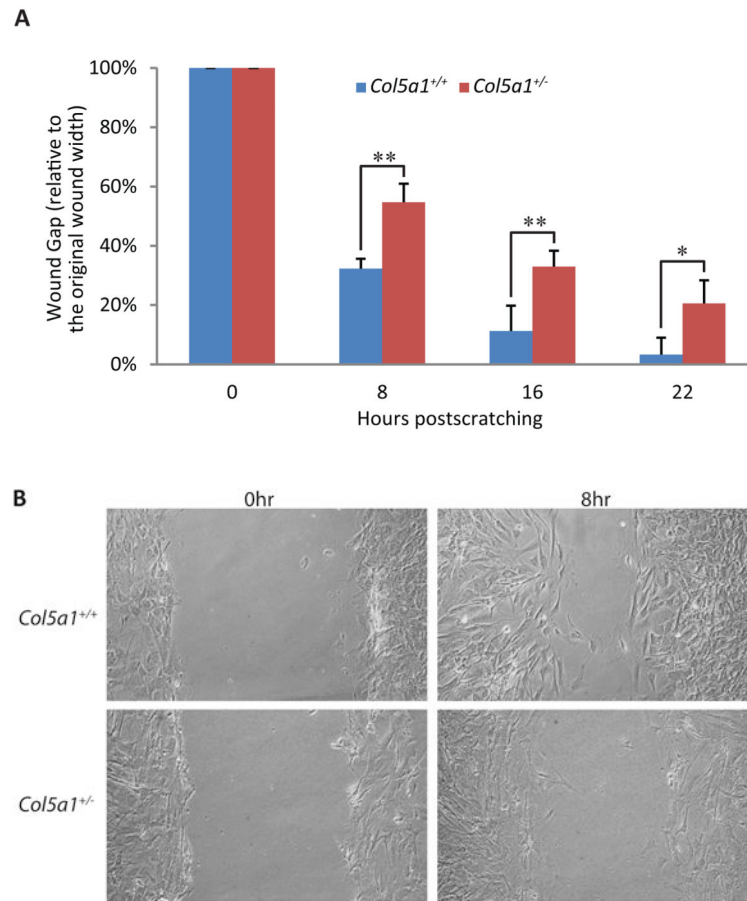 A
Wound Gap (relative to
the original wound width)
100%
80%
60%
40%
20%
0%
Col5a1+/+ Col5a1+/-
**
**
*
0 8 16 22
Hours postscratching
B
0hr 8hr
Col5a1+/+
Col5a1+/-